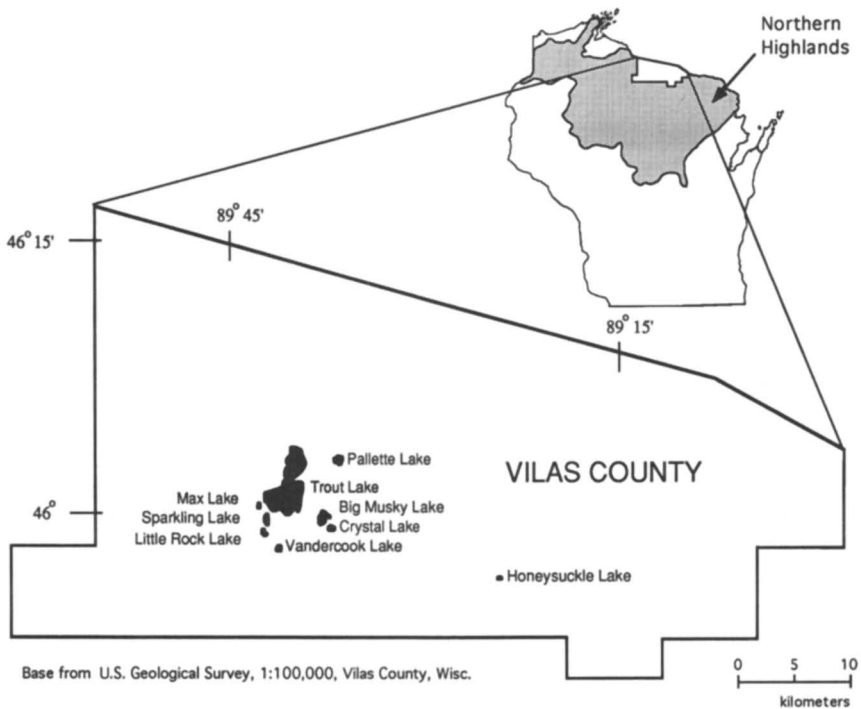 Northern
Highlands
89° 45'
46° 15'
89° 15'
Pallette Lake
VILAS COUNTY
Trout Lake
Max Lake
Big Musky Lake
46°
Sparkling Lake
Crystal Lake
Little Rock Lake
Vandercook Lake
Honeysuckle Lake
Base from U.S. Geological Survey, 1:100,000, Vilas County, Wisc.
0 5 10
kilometers